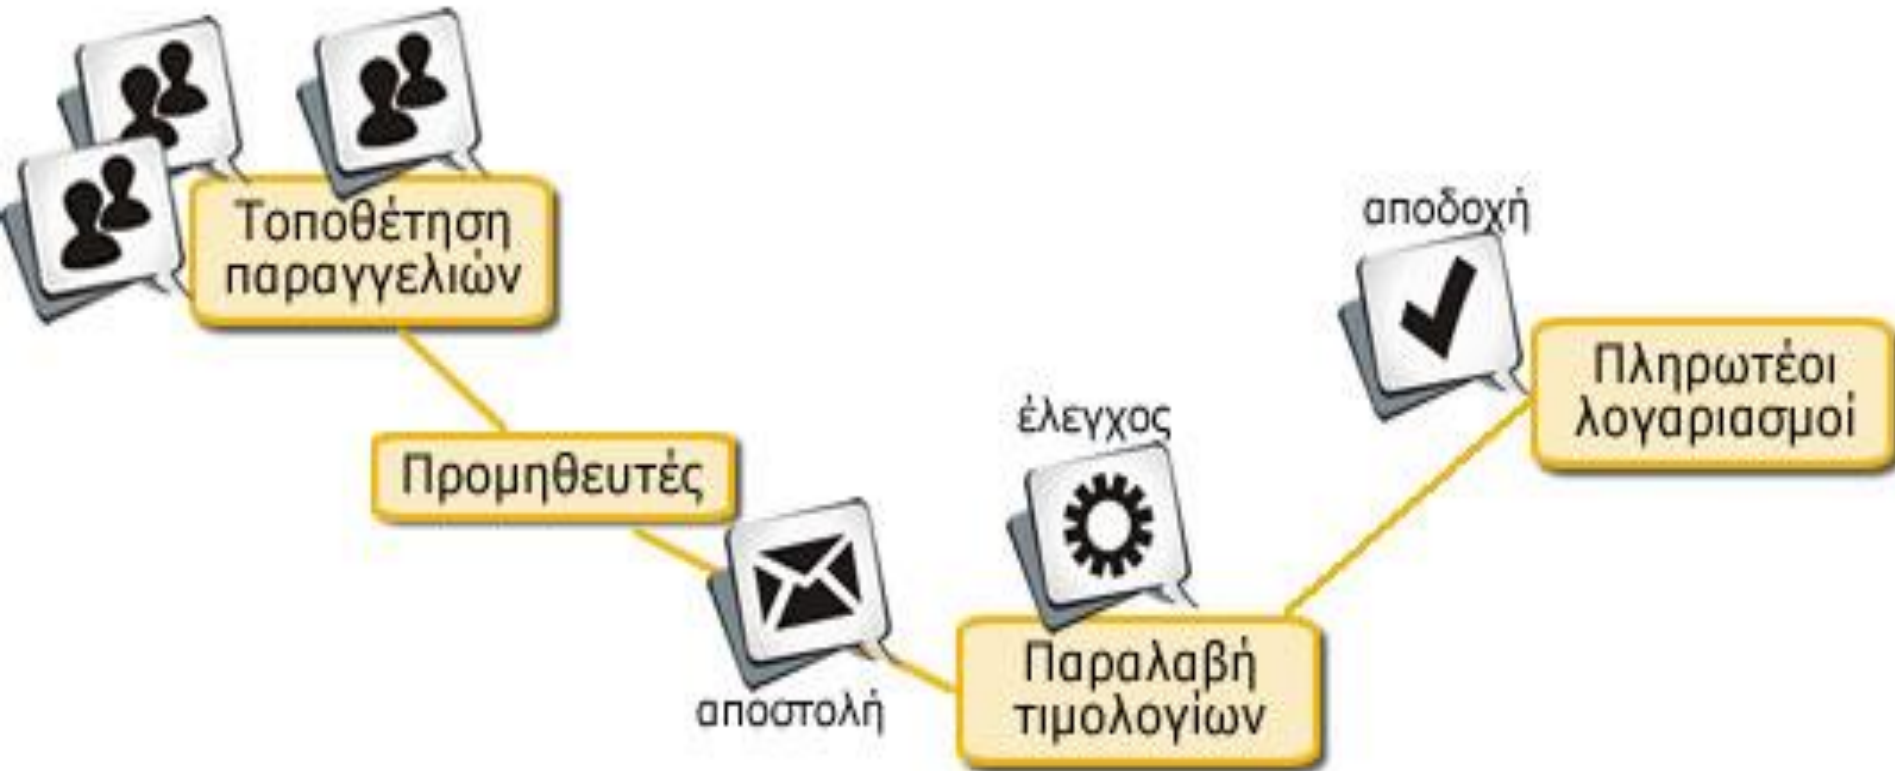 Τοποθέτηση
παραγγελιών
Προμηθευτές
αποστολή
έλεγχος
Παραλαβή
τιμολογίων
αποδοχή
Πληρωτέοι
λογαριασμοί